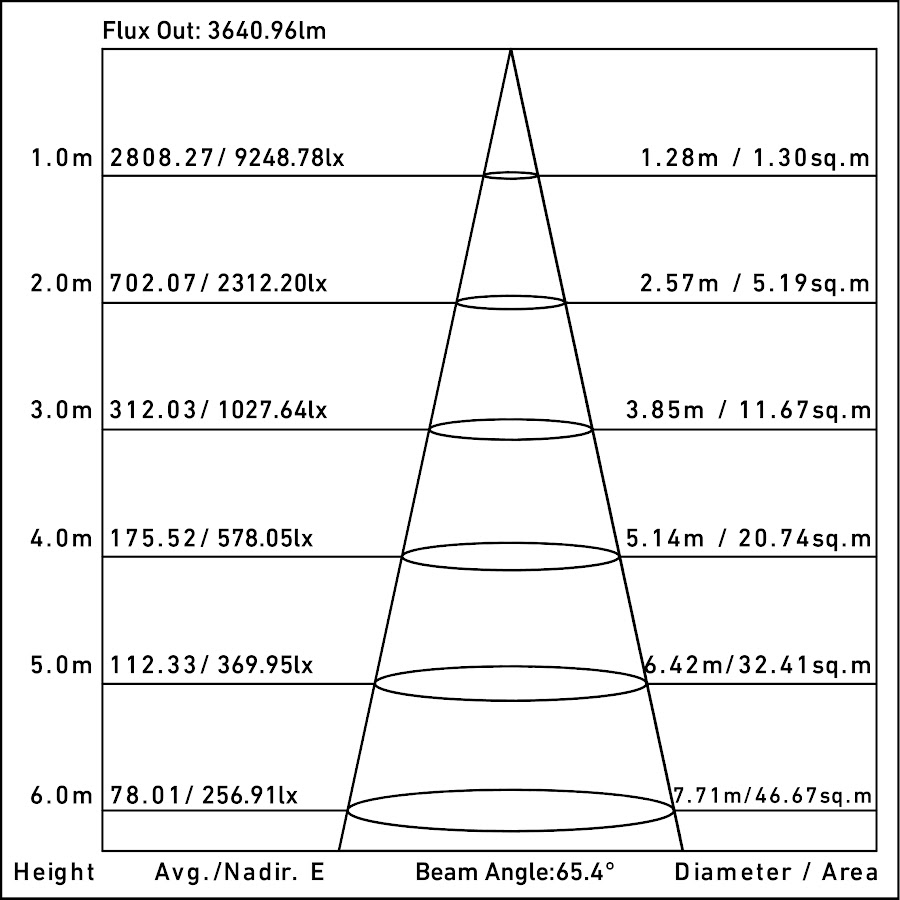 Flux Out: 3640.96lm
1.0m 2808.27/ 9248.78lx 1.28m / 1.30sq.m
2.0m 702.07/ 2312.20lx 2.57m / 5.19sq.m
3.0m 312.03/ 1027.64lx 3.85m / 11.67sq.m
4.0m 175.52/ 578.05lx 5.14m / 20.74sq.m
5.0m 112.33/ 369.95lx 6.42m/32.41sq.m
6.0m 78.01/ 256.91lx 7.71m/46.67sq.m
Height Avg./Nadir. E Beam Angle:65.4° Diameter / Area